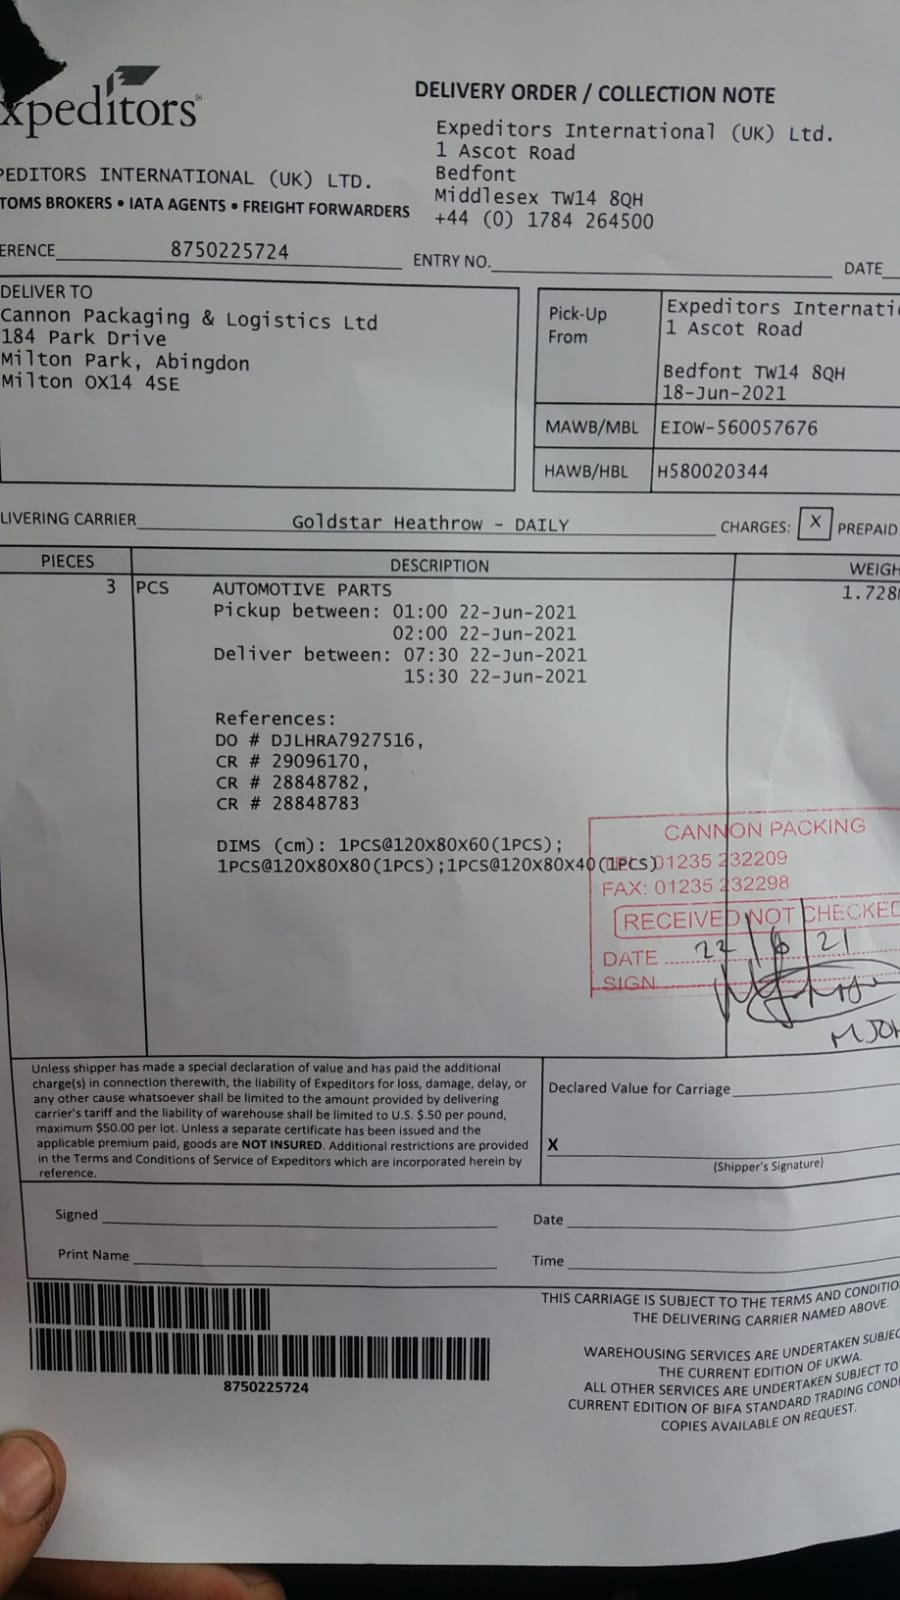 xpeditors®
PEDITORS INTERNATIONAL (UK) LTD.
TOMS BROKERS • IATA AGENTS • FREIGHT FORWARDERS
DELIVERY ORDER / COLLECTION NOTE
Expeditors International (UK) Ltd.
1 Ascot Road
Bedfont
Middlesex TW14 8QH
+44 (0) 1784 264500
ERENCE 8750225724
ENTRY NO.
DATE
DELIVER TO
Cannon Packaging & Logistics Ltd
184 Park Drive
Milton Park, Abingdon
Milton OX14 4SE
Pick-Up
From
Expeditors Internati
1 Ascot Road
Bedfont TW14 8QH
18-Jun-2021
MAWB/MBL EIOW-560057676
HAWB/HBL H580020344
LIVERING CARRIER Goldstar Heathrow - DAILY CHARGES: X PREPAID
PIECES DESCRIPTION WEIGH
3 PCS AUTOMOTIVE PARTS 1.728
Pickup between: 01:00 22-Jun-2021
02:00 22-Jun-2021
Deliver between: 07:30 22-Jun-2021
15:30 22-Jun-2021
References:
DO # DJLHRA7927516,
CR # 29096170,
CR # 28848782,
CR # 28848783
DIMS (cm): 1PCS@120X80X60(1PCS);
1PCS@120X80X80(1PCS);1PCS@120X80X40(1PCS)
CANNON PACKING
01235 232209
FAX: 01235 232298
RECEIVED NOT CHECKED
DATE 22/6/21
SIGN
M JOH
Unless shipper has made a special declaration of value and has paid the additional
charge(s) in connection therewith, the liability of Expeditors for loss, damage, delay, or
any other cause whatsoever shall be limited to the amount provided by delivering
carrier's tariff and the liability of warehouse shall be limited to U.S. $.50 per pound,
maximum $50.00 per lot. Unless a separate certificate has been issued and the
applicable premium paid, goods are NOT INSURED. Additional restrictions are provided
in the Terms and Conditions of Service of Expeditors which are incorporated herein by
reference.
Declared Value for Carriage
X
(Shipper's Signature)
Signed
Date
Print Name
Time
8750225724
THIS CARRIAGE IS SUBJECT TO THE TERMS AND CONDITIO
THE DELIVERING CARRIER NAMED ABOVE.
WAREHOUSING SERVICES ARE UNDERTAKEN SUBJEC
THE CURRENT EDITION OF UKWA.
ALL OTHER SERVICES ARE UNDERTAKEN SUBJECT TO
CURRENT EDITION OF BIFA STANDARD TRADING COND
COPIES AVAILABLE ON REQUEST.